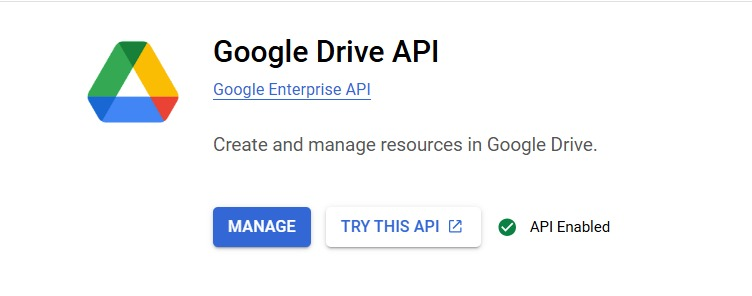 Google Drive API
Google Enterprise API
Create and manage resources in Google Drive.
MANAGE TRY THIS API API Enabled